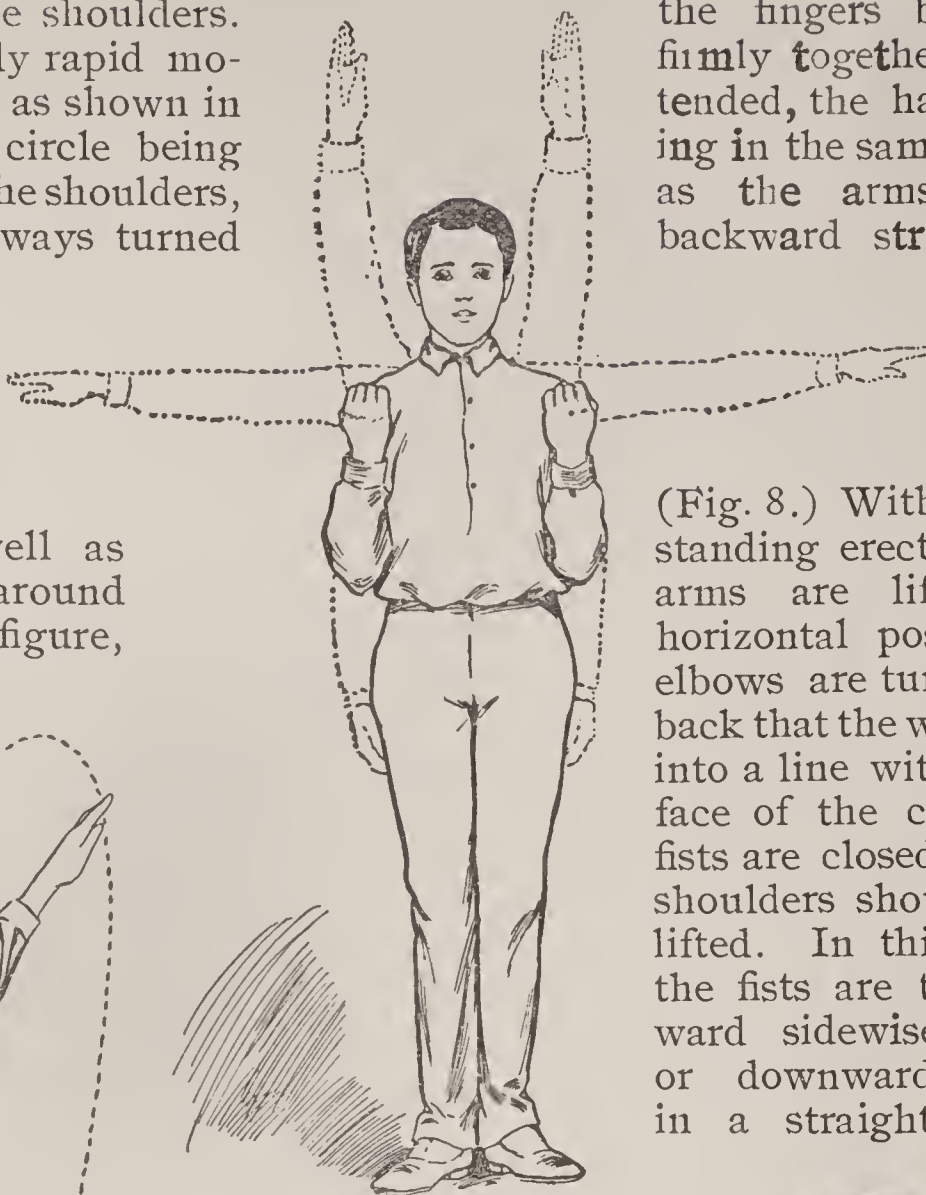 e shoulders.
ly rapid mo-
as shown in
circle being
he shoulders,
ways turned
ell as
around
figure,
the fingers b
firmly togethe
tended, the ha
ing in the sam
as the arms
backward str
(Fig. 8.) With
standing erect
arms are lif
horizontal pos
elbows are tur
back that the w
into a line wit
face of the c
fists are closed
shoulders shou
lifted. In thi
the fists are t
ward sidewise
or downward
in a straight